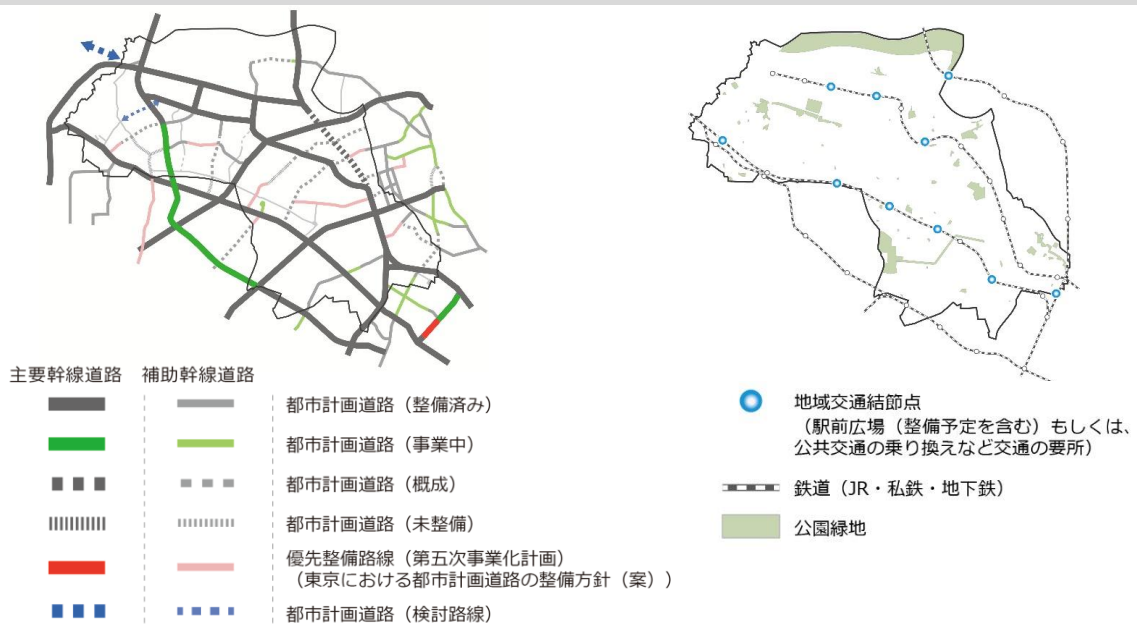 主要幹線道路 補助幹線道路
都市計画道路（整備済み）
都市計画道路（事業中）
都市計画道路（概成）
都市計画道路（未整備）
優先整備路線（第五次事業化計画）
（東京における都市計画道路の整備方針（案））
都市計画道路（検討路線）
地域交通結節点
（駅前広場（整備予定を含む）もしくは、
公共交通の乗り換えなど交通の要所）
鉄道（JR・私鉄・地下鉄）
公園緑地